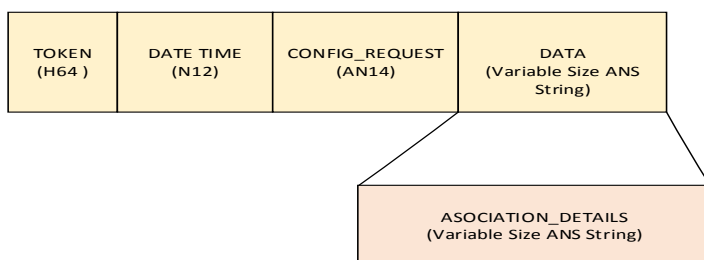 TOKEN
(H64 )
DATE TIME
(N12)
CONFIG_REQUEST
(AN14)
DATA
(Variable Size ANS
String)
ASOCIATION_DETAILS
(Variable Size ANS String)